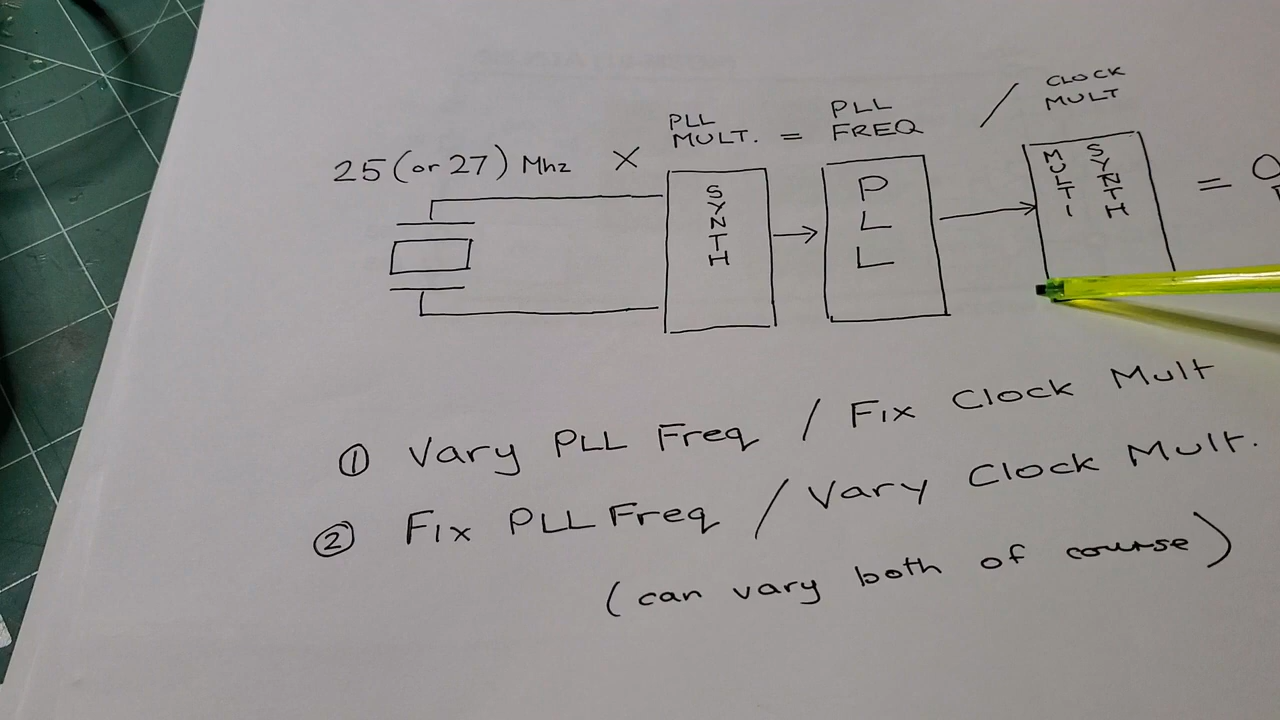 25 (or 27) Mhz X PLL MULT. = PLL FREQ / CLOCK MULT
SYNTH
PLL
MULTI SYNTH
=
① Vary PLL Freq / Fix Clock Mult
② Fix PLL Freq / Vary Clock Mult.
(can vary both of course)